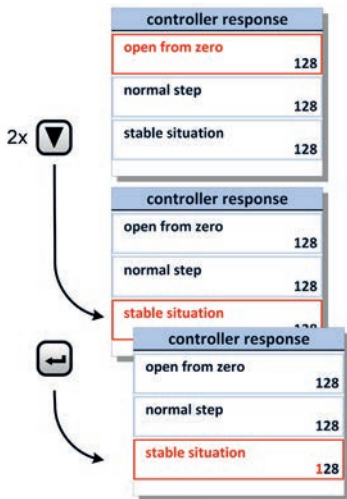 controller response
open from zero
128
normal step
128
stable situation
128
2x
controller response
open from zero
128
normal step
128
stable situation
controller response
open from zero
128
normal step
128
stable situation
128